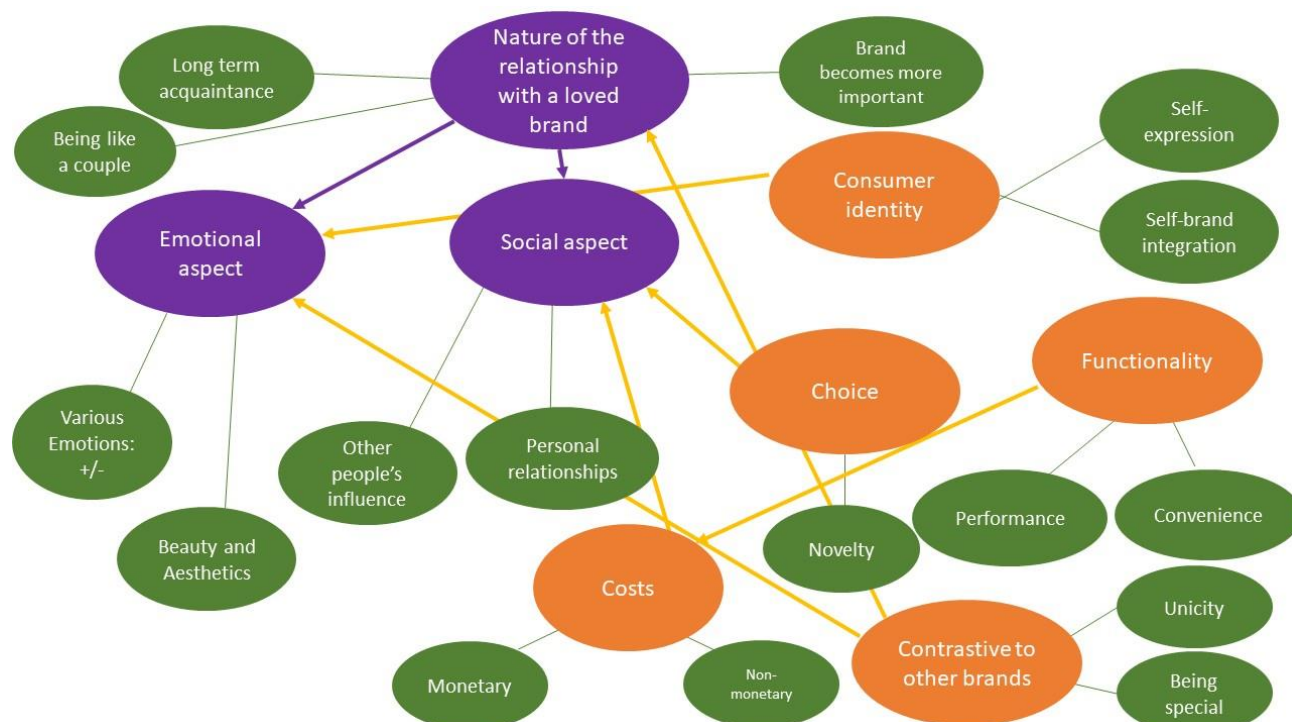 Nature of the
relationship
with a loved
brand
Long term
acquaintance
Brand
becomes more
important
Being like
a couple
Self-
expression
Consumer
identity
Self-brand
integration
Emotional
aspect
Social aspect
Choice
Functionality
Various
Emotions:
+/-
Other
people’s
influence
Personal
relationships
Performance
Convenience
Beauty and
Aesthetics
Novelty
Costs
Unicity
Contrastive to
other brands
Monetary
Non-
monetary
Being
special